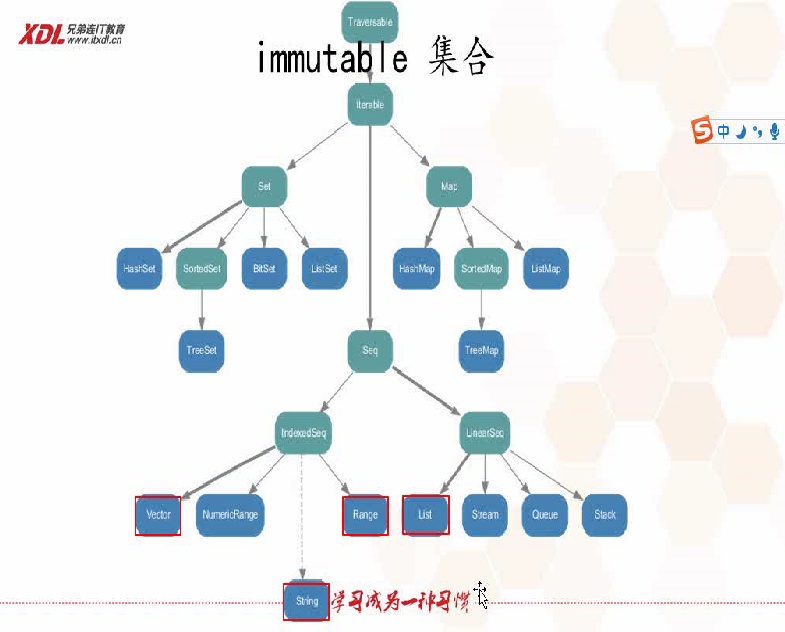 Traversable
XDL 兄弟连IT教育
www.itxdl.cn
immutable 集合
Iterable
中
Set
Map
HashSet
SortedSet
BitSet
ListSet
HashMap
SortedMap
ListMap
TreeSet
Seq
TreeMap
IndexedSeq
LinearSeq
Vector
NumericRange
Range
List
Stream
Queue
Stack
String
学习成为一种习惯